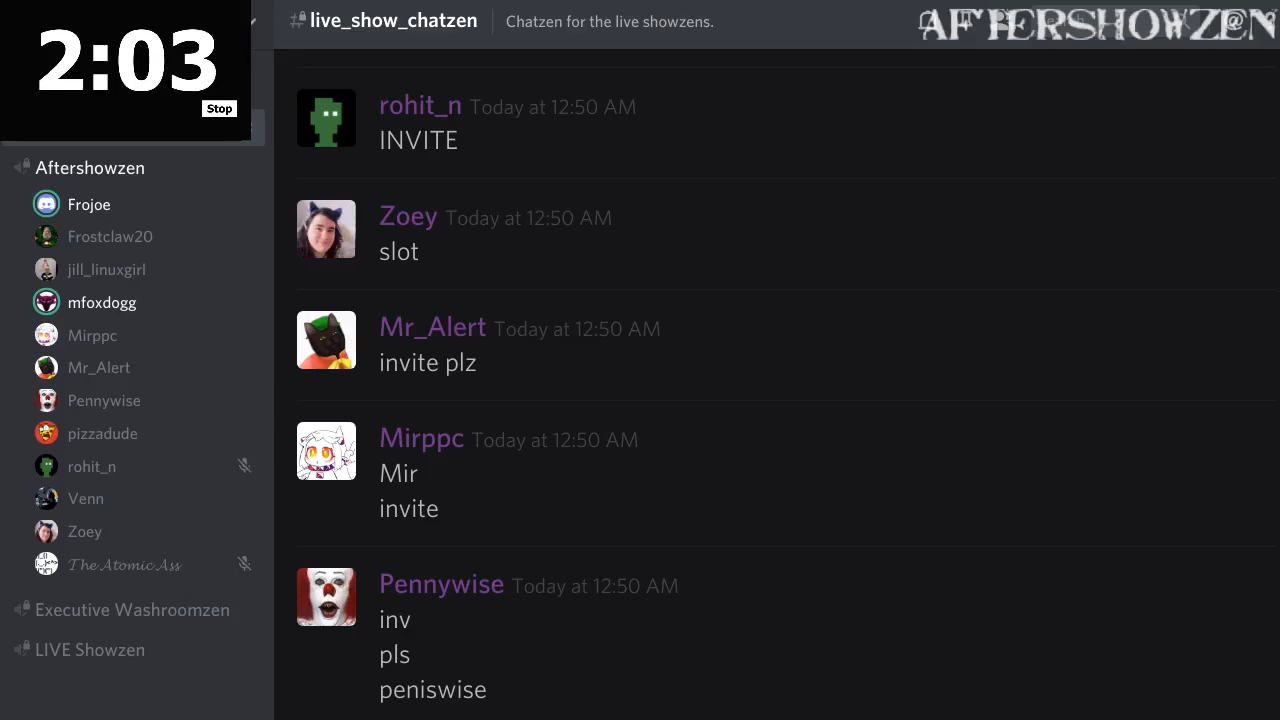 2:03
Stop
live_show_chatzen
Chatzen for the live showzens.
AFTERSHOWZEN
Aftershowzen
Frojoe
Frostclaw20
jill_linuxgirl
mfoxdogg
Mirppc
Mr_Alert
Pennywise
pizzadude
rohit_n
Venn
Zoey
The Atomic Ass
Executive Washroomzen
LIVE Showzen
rohit_n Today at 12:50 AM
INVITE
Zoey Today at 12:50 AM
slot
Mr_Alert Today at 12:50 AM
invite plz
Mirppc Today at 12:50 AM
Mir
invite
Pennywise Today at 12:50 AM
inv
pls
peniswise